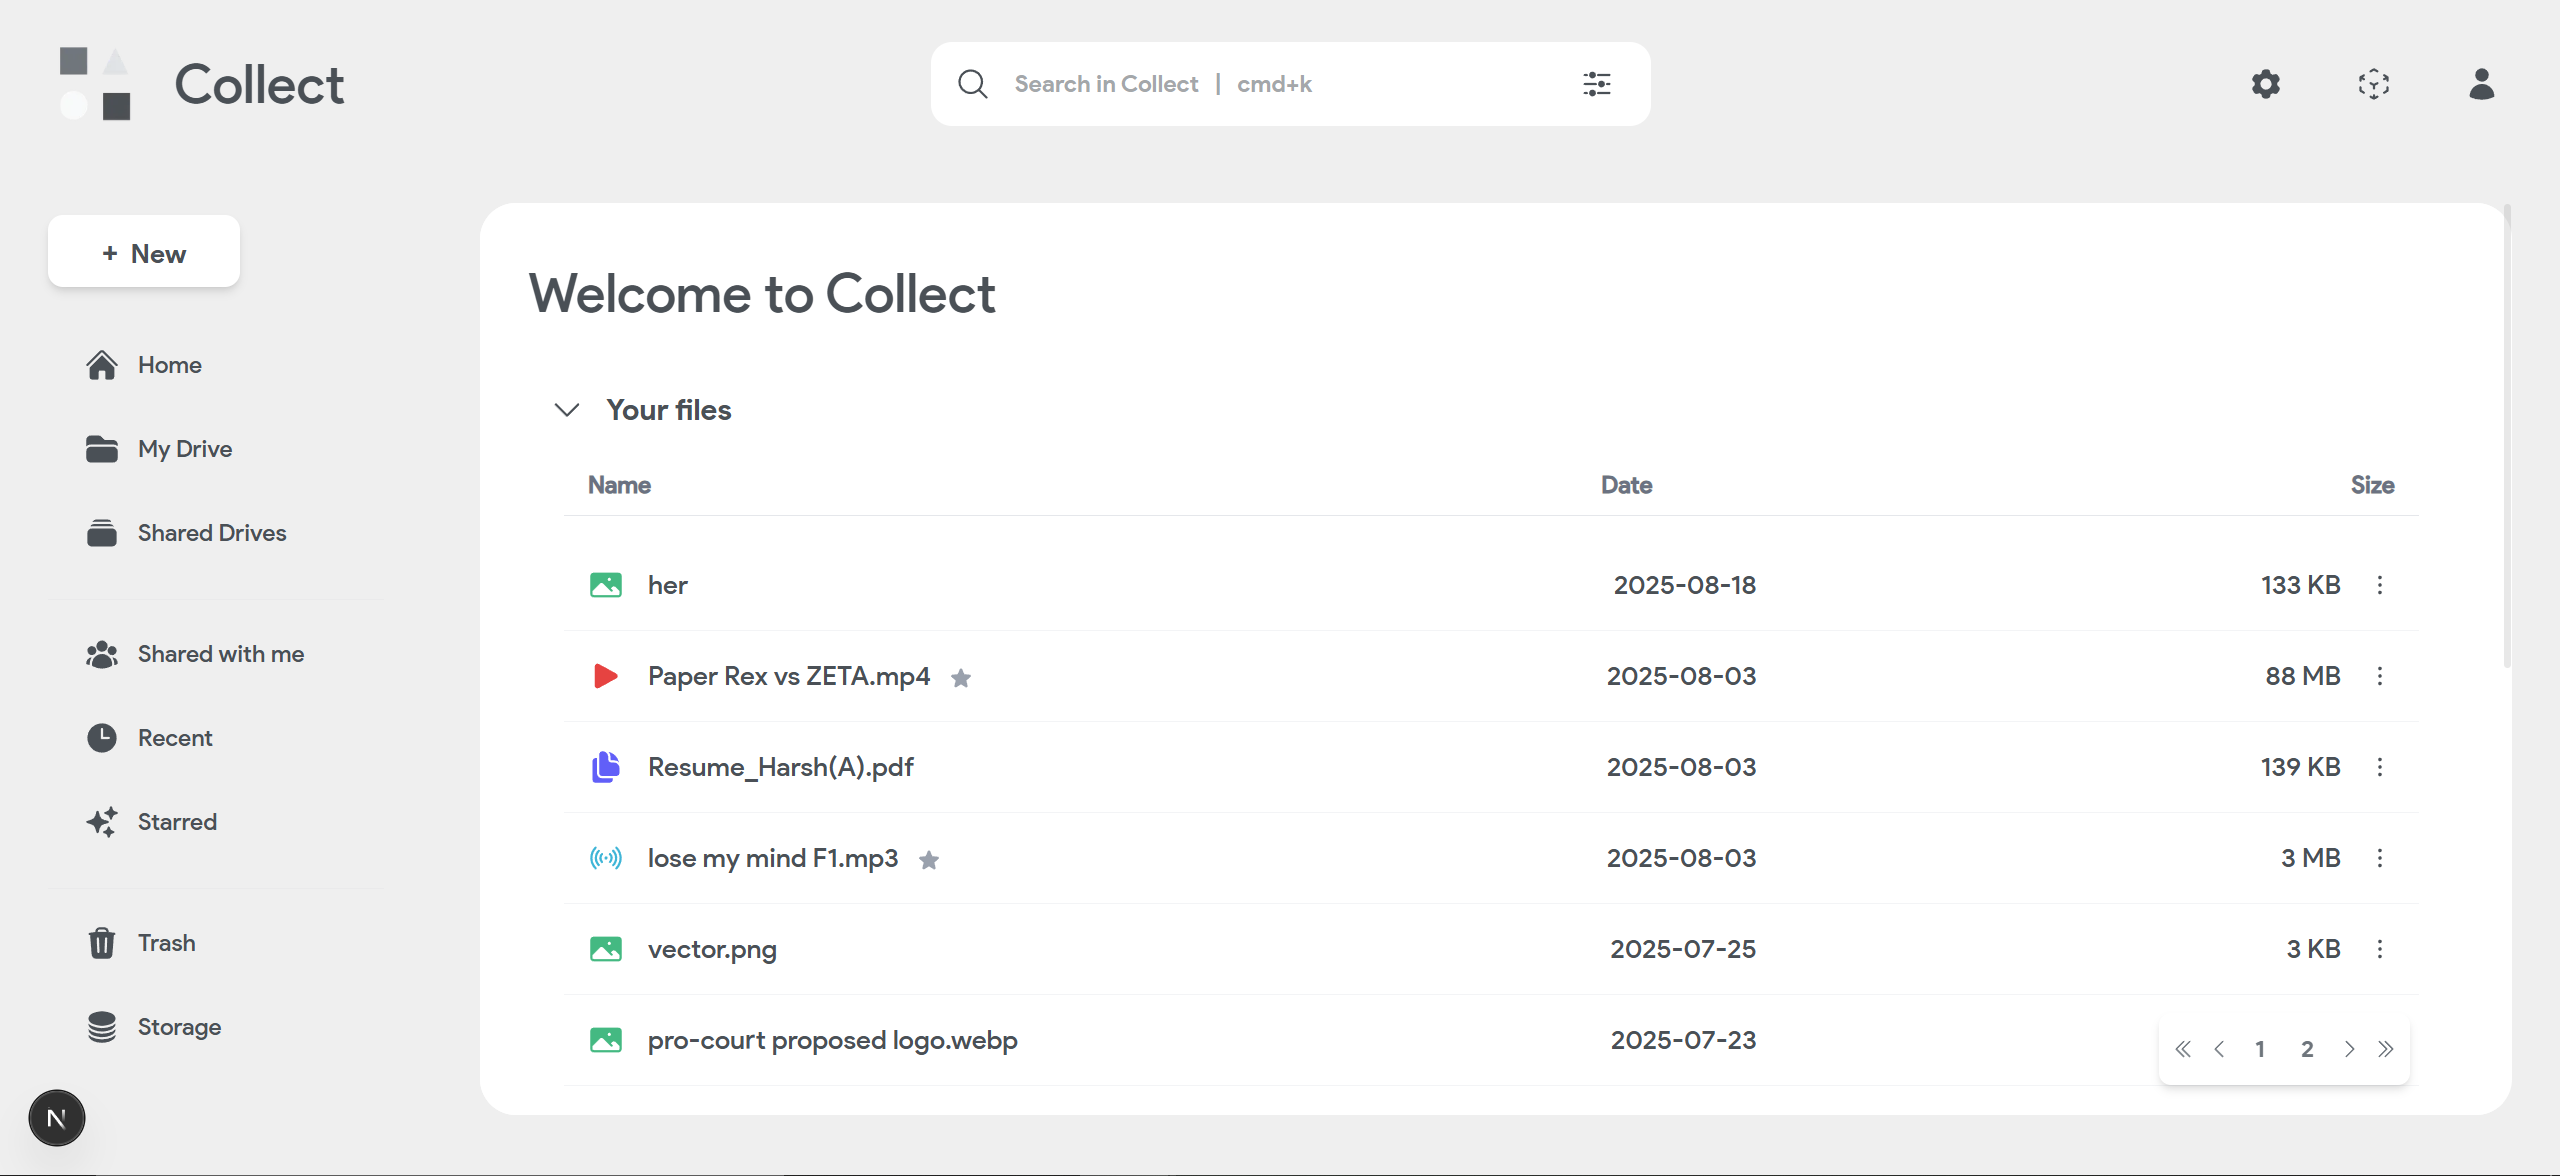 Collect
Search in Collect | cmd+k
+ New
Home
My Drive
Shared Drives
Shared with me
Recent
Starred
Trash
Storage
N
Welcome to Collect
Your files
Name Date Size
her 2025-08-18 133 KB
Paper Rex vs ZETA.mp4 2025-08-03 88 MB
Resume_Harsh(A).pdf 2025-08-03 139 KB
lose my mind F1.mp3 2025-08-03 3 MB
vector.png 2025-07-25 3 KB
pro-court proposed logo.webp 2025-07-23
1 2